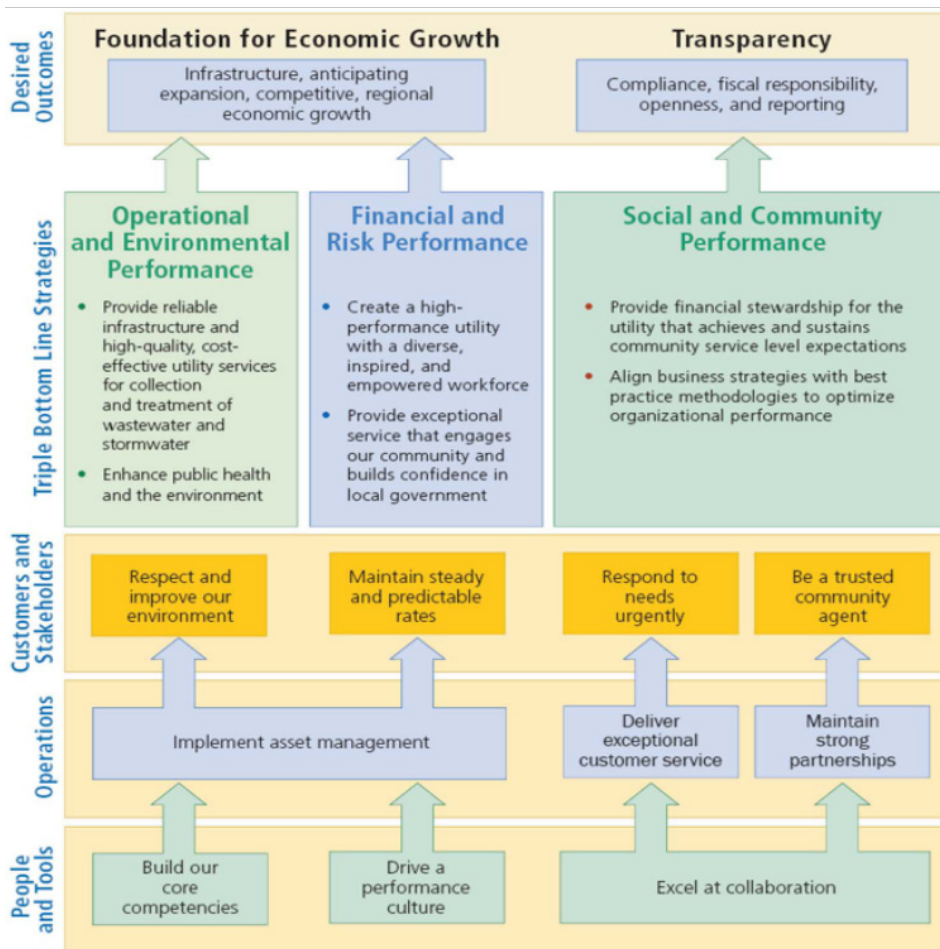 Desired
Outcomes
Foundation for Economic Growth
Infrastructure, anticipating
expansion, competitive, regional
economic growth
Transparency
Compliance, fiscal responsibility,
openness, and reporting
Triple Bottom Line Strategies
Operational
and Environmental
Performance
• Provide reliable
infrastructure and
high-quality, cost-
effective utility services
for collection
and treatment of
wastewater and
stormwater
• Enhance public health
and the environment
Financial and
Risk Performance
• Create a high-
performance utility
with a diverse,
inspired, and
empowered workforce
• Provide exceptional
service that engages
our community and
builds confidence in
local government
Social and Community
Performance
• Provide financial stewardship for the
utility that achieves and sustains
community service level expectations
• Align business strategies with best
practice methodologies to optimize
organizational performance
Customers and
Stakeholders
Respect and
improve our
environment
Maintain steady
and predictable
rates
Respond to
needs
urgently
Be a trusted
community
agent
Operations
Implement asset management
Deliver
exceptional
customer service
Maintain
strong
partnerships
People
and Tools
Build our
core
competencies
Drive a
performance
culture
Excel at collaboration